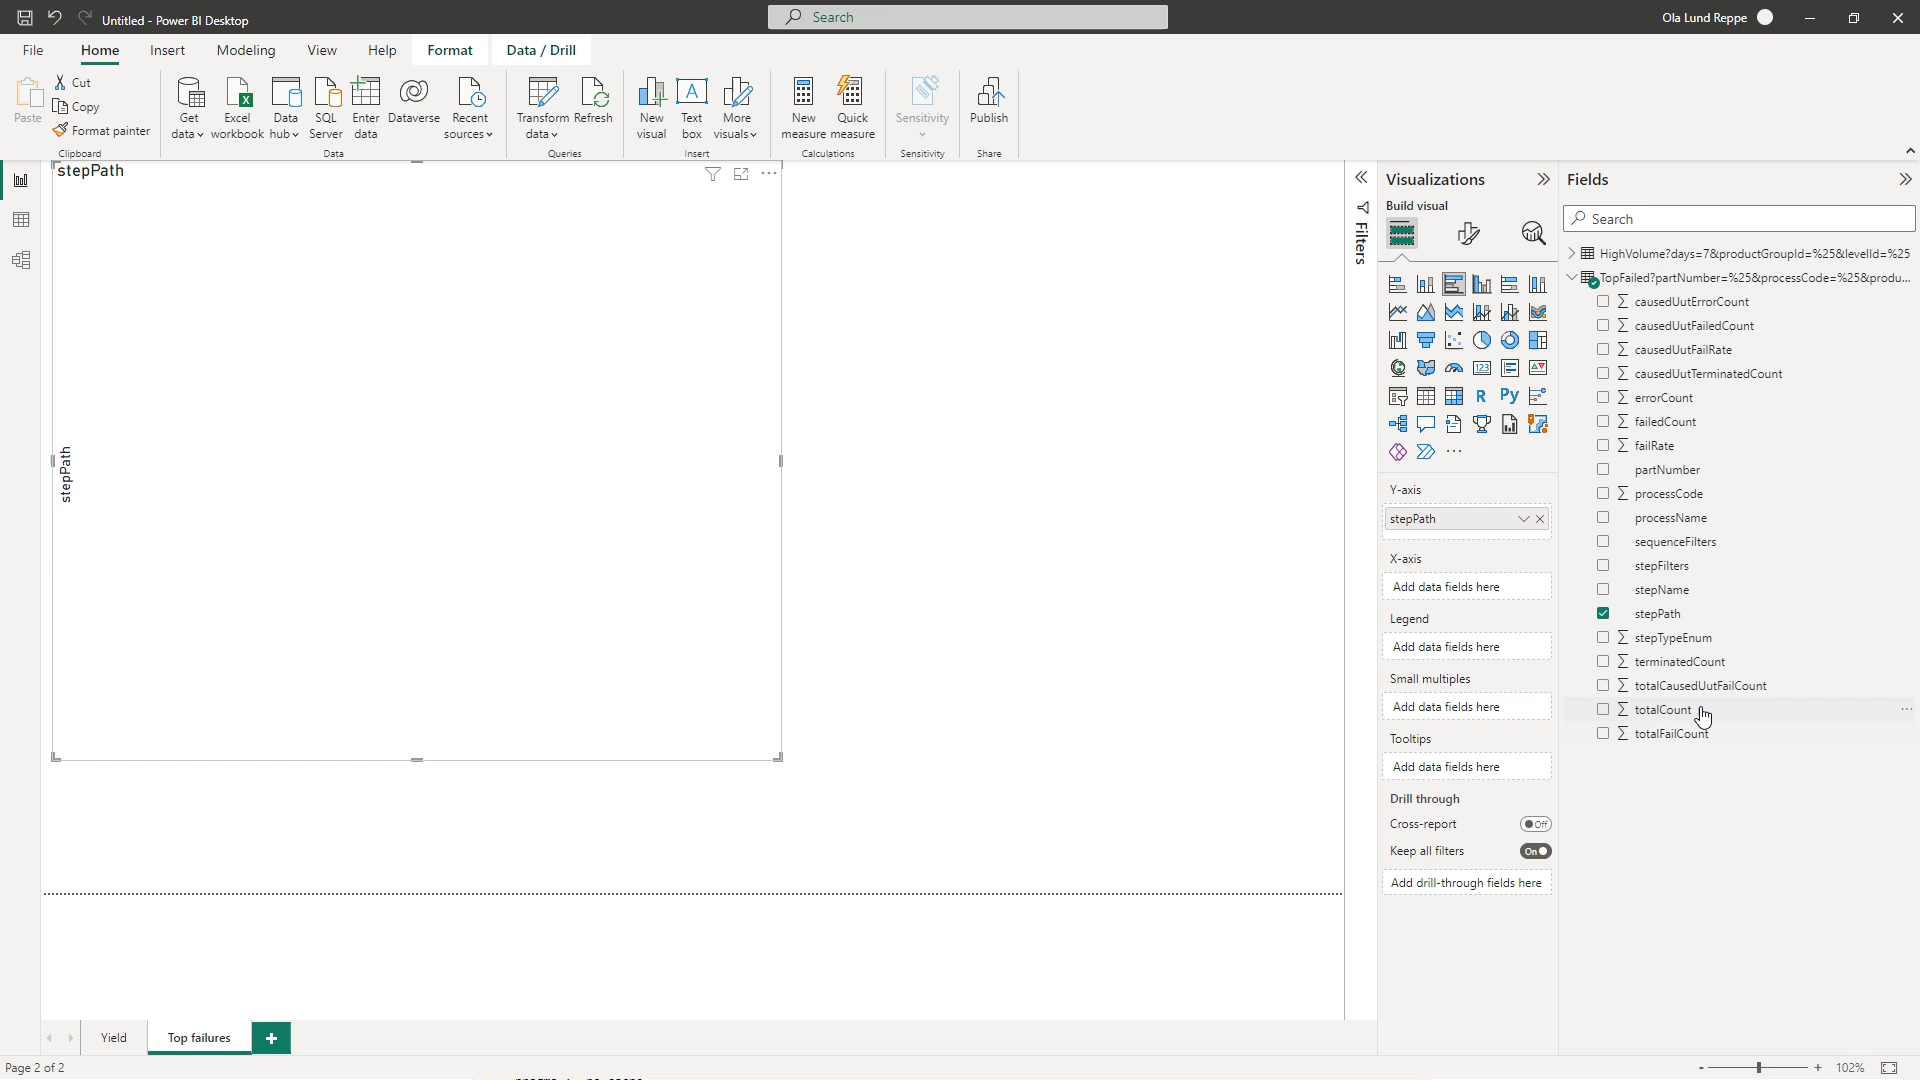 Untitled - Power BI Desktop
Search
Ola Lund Reppe
File
Home
Insert
Modeling
View
Help
Format
Data / Drill
Paste
Cut
Copy
Format painter
Clipboard
Get data
Excel workbook
Data hub
SQL Server
Enter data
Dataverse
Recent sources
Data
Transform data
Refresh
Queries
New visual
A
Text box
More visuals
Insert
New measure
Quick measure
Calculations
Sensitivity
Sensitivity
Publish
Share
stepPath
stepPath
Filters
Visualizations
Build visual
123
R
Py
Y-axis
stepPath
X-axis
Add data fields here
Legend
Add data fields here
Small multiples
Add data fields here
Tooltips
Add data fields here
Drill through
Cross-report
Off
Keep all filters
On
Add drill-through fields here
Fields
Search
HighVolume?days=7&productGroupId=%25&levelId=%25
TopFailed?partNumber=%25&processCode=%25&produ...
∑ causedUutErrorCount
∑ causedUutFailedCount
∑ causedUutFailRate
∑ causedUutTerminatedCount
∑ errorCount
∑ failedCount
∑ failRate
partNumber
∑ processCode
processName
sequenceFilters
stepFilters
stepName
stepPath
∑ stepTypeEnum
∑ terminatedCount
∑ totalCausedUutFailCount
∑ totalCount
∑ totalFailCount
Yield
Top failures
Page 2 of 2
- + 102%